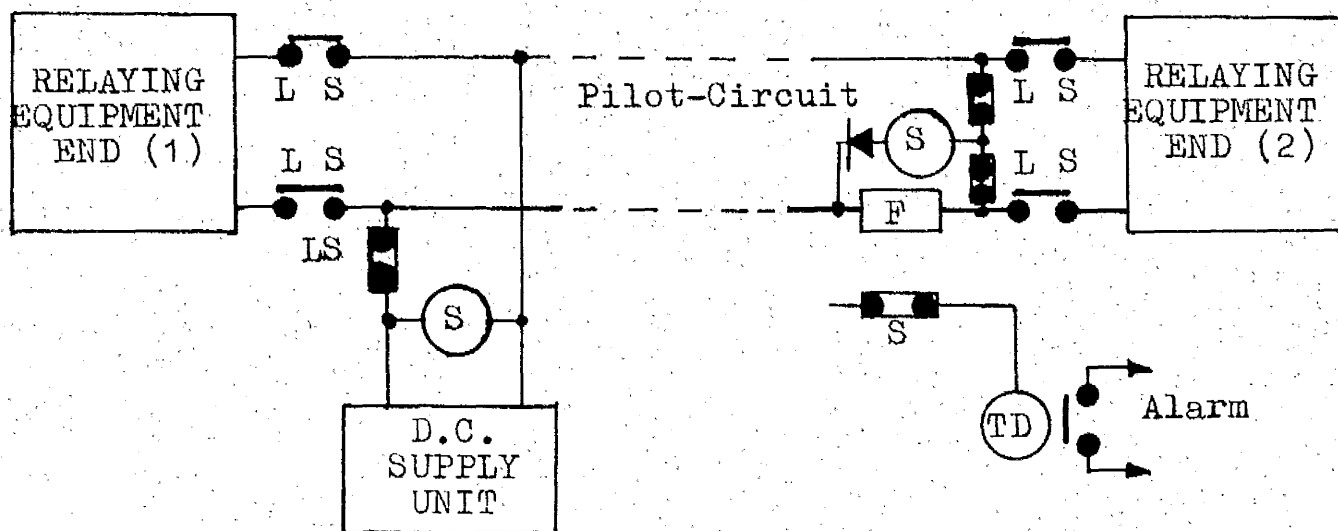 RELAYING
EQUIPMENT
END (1)
L S
L S
LS
S
D.C.
SUPPLY
UNIT
Pilot-Circuit
S
F
L S
L S
RELAYING
EQUIPMENT
END (2)
S
TD
Alarm